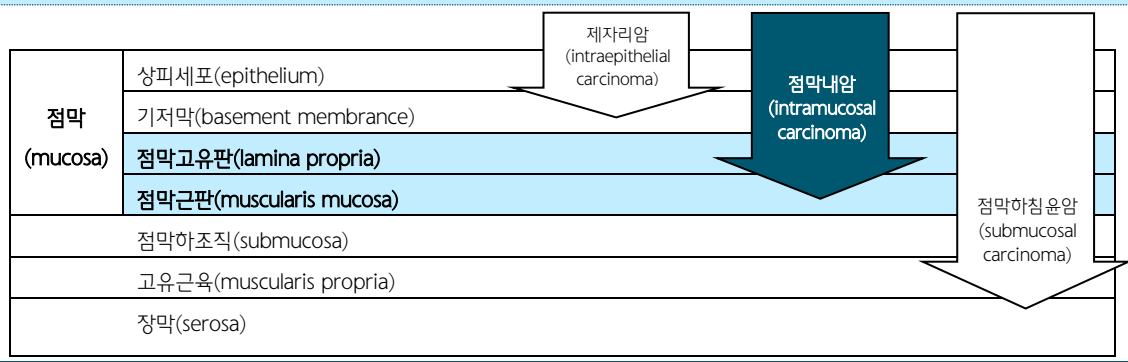 제자리암
(intraepithelial
carcinoma)
점막내암
(intramucosal
carcinoma)
점막하침윤암
(submucosal
carcinoma)
점막
(mucosa)
상피세포(epithelium)
기저막(basement membrance)
점막고유판(lamina propria)
점막근판(muscularis mucosa)
점막하조직(submucosa)
고유근육(muscularis propria)
장막(serosa)